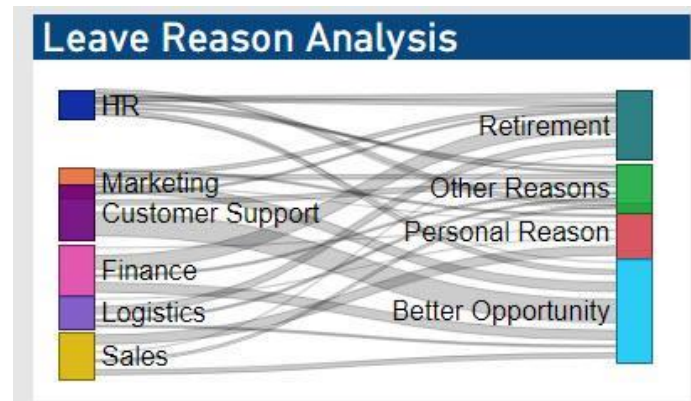 Leave Reason Analysis
HR
Marketing
Customer Support
Finance
Logistics
Sales
Retirement
Other Reasons
Personal Reason
Better Opportunity